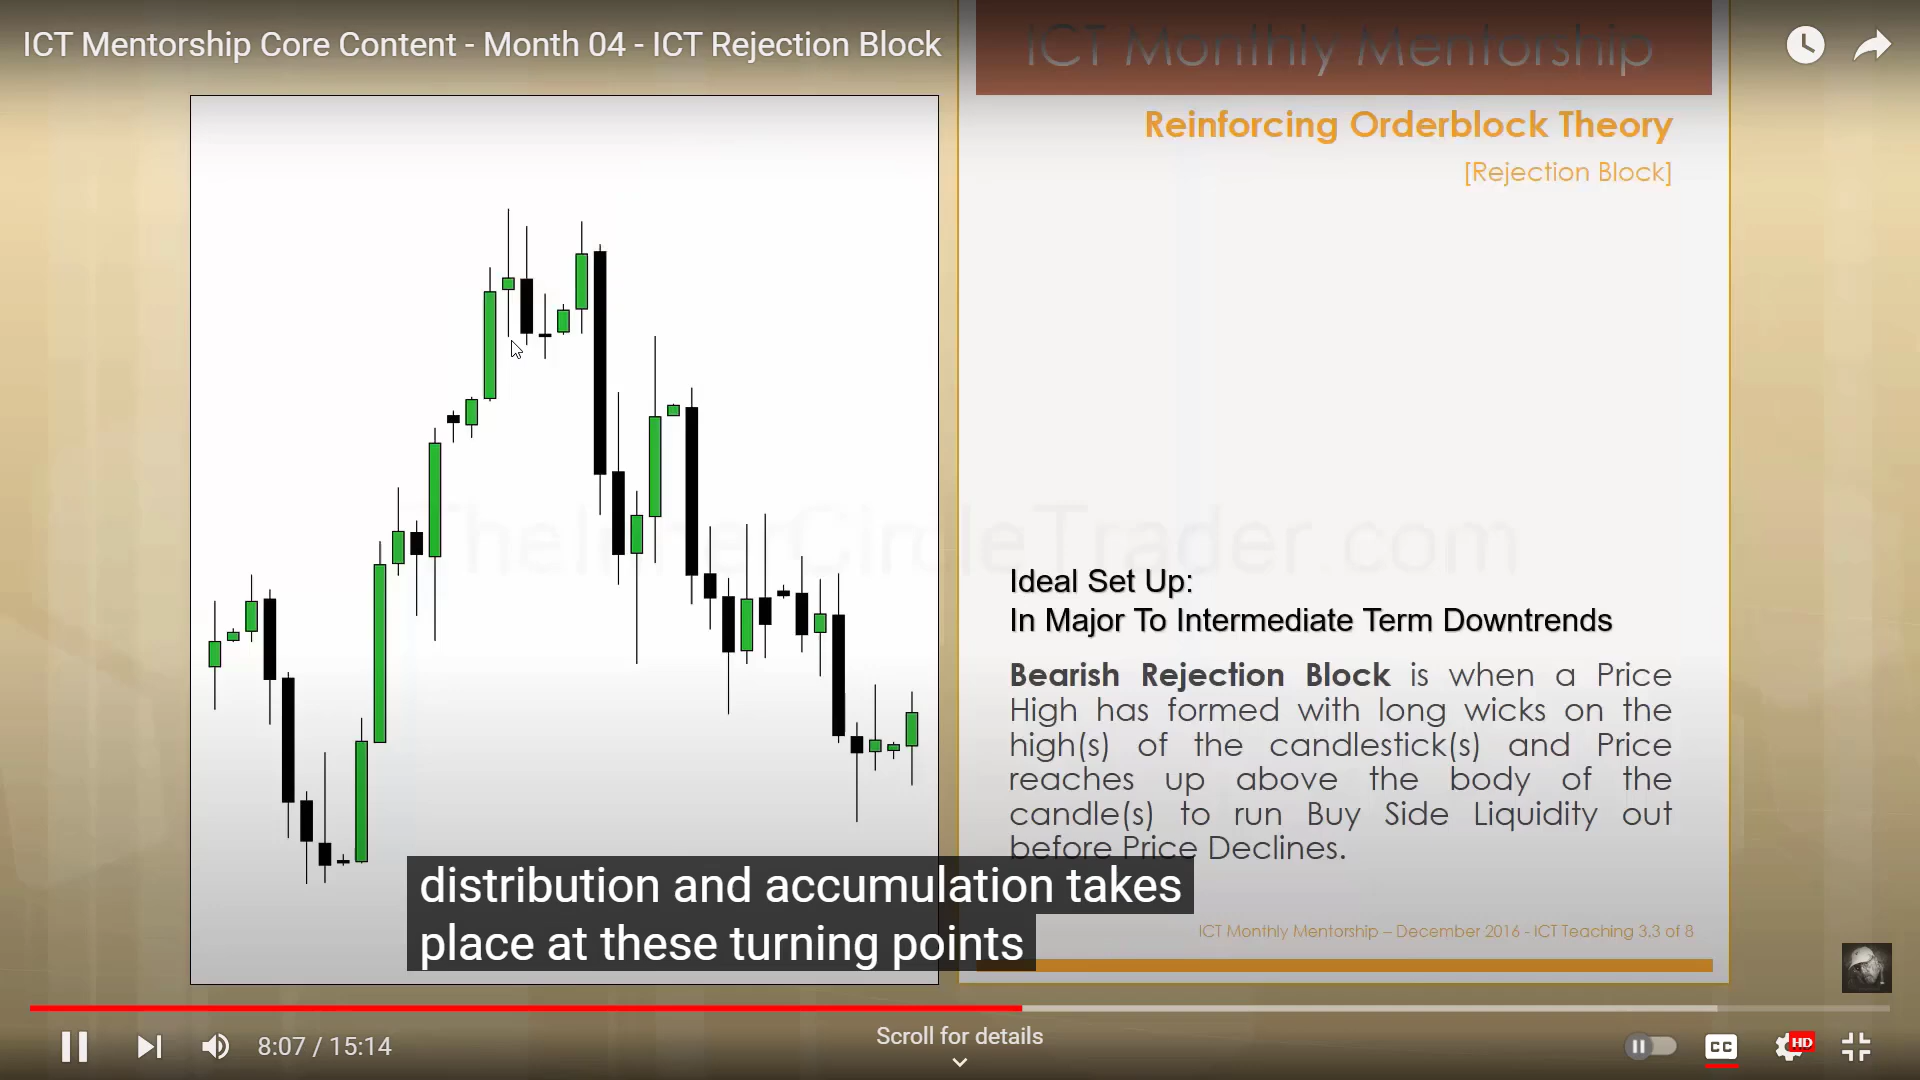 ICT Mentorship Core Content - Month 04 - ICT Rejection Block
ICT Monthly Mentorship
Reinforcing Orderblock Theory
[Rejection Block]
TheInnerCircleTrader.com
Ideal Set Up:
In Major To Intermediate Term Downtrends
Bearish Rejection Block is when a Price
High has formed with long wicks on the
high(s) of the candlestick(s) and Price
reaches up above the body of the
candle(s) to run Buy Side Liquidity out
before Price Declines.
distribution and accumulation takes
place at these turning points
ICT Monthly Mentorship – December 2016 - ICT Teaching 3.3 of 8
8:07 / 15:14
Scroll for details
CC
HD